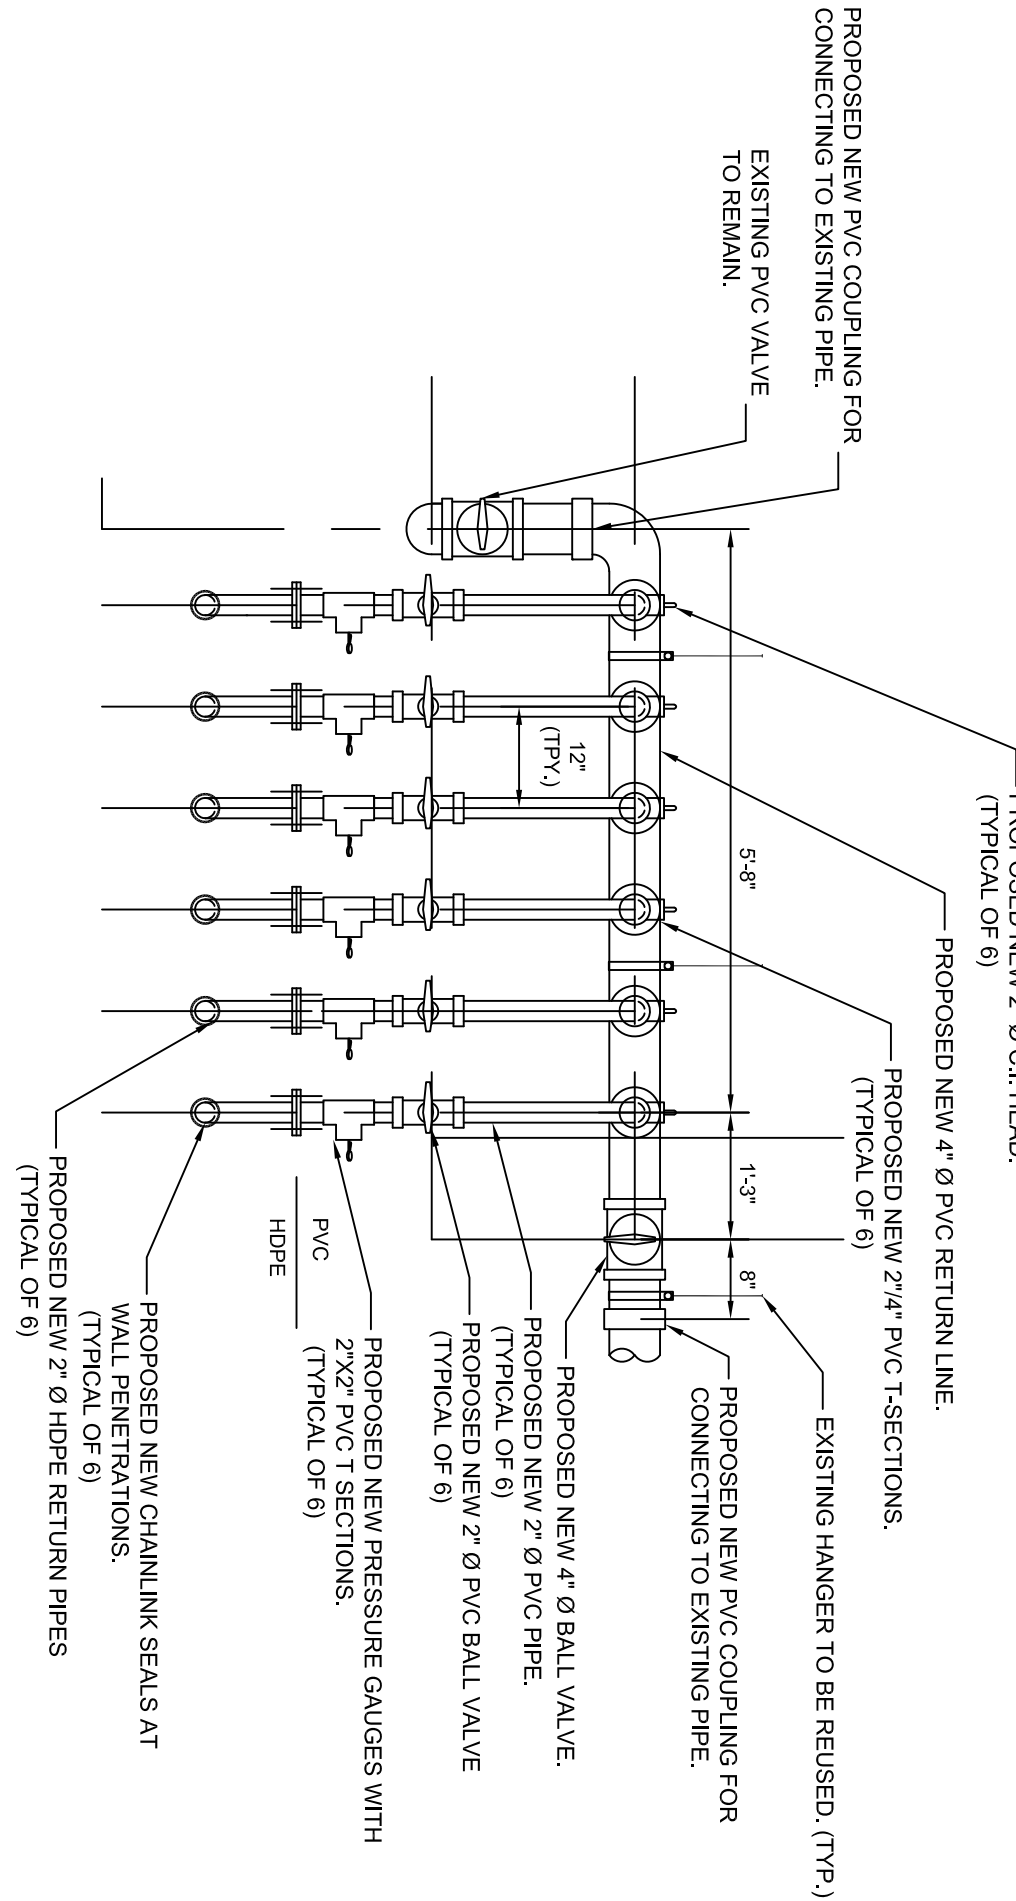 PROPOSED NEW PVC COUPLING FOR
CONNECTING TO EXISTING PIPE.
EXISTING PVC VALVE
TO REMAIN.
PROPOSED NEW 2" Ø C.I. HEAD.
(TYPICAL OF 6)
PROPOSED NEW 4" Ø PVC RETURN LINE.
PROPOSED NEW 2"/4" PVC T-SECTIONS.
(TYPICAL OF 6)
EXISTING HANGER TO BE REUSED. (TYP.)
5'-8"
1'-3"
8"
12"
(TPY.)
PROPOSED NEW PVC COUPLING FOR
CONNECTING TO EXISTING PIPE.
PROPOSED NEW 4" Ø BALL VALVE.
PROPOSED NEW 2" Ø PVC PIPE.
(TYPICAL OF 6)
PROPOSED NEW 2" Ø PVC BALL VALVE
(TYPICAL OF 6)
PROPOSED NEW PRESSURE GAUGES WITH
2"X2" PVC T SECTIONS.
(TYPICAL OF 6)
PVC
HDPE
PROPOSED NEW CHAINLINK SEALS AT
WALL PENETRATIONS.
(TYPICAL OF 6)
PROPOSED NEW 2" Ø HDPE RETURN PIPES
(TYPICAL OF 6)